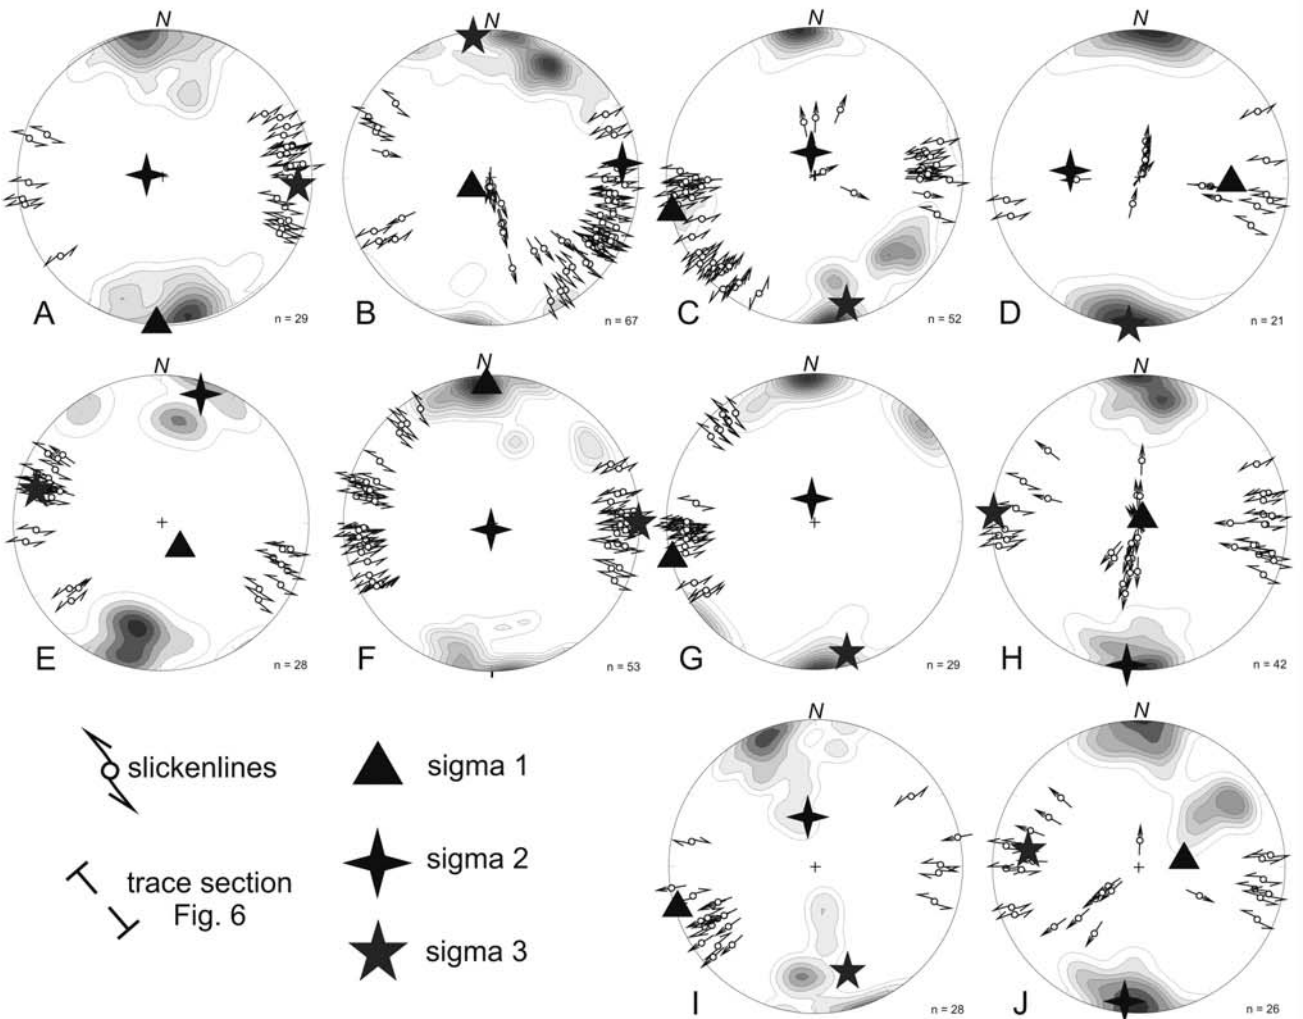 N N N N
A n = 29 B n = 67 C n = 52 D n = 21
N N N N
E n = 28 F n = 53 G n = 29 H n = 42
N N
slickenlines sigma 1
sigma 2
trace section
Fig. 6
sigma 3
I n = 28 J n = 26